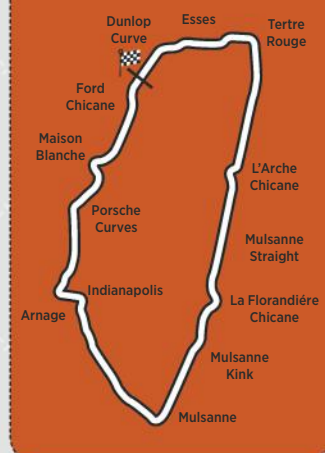 Dunlop
Curve
Esses
Tertre
Rouge
Ford
Chicane
Maison
Blanche
L'Arche
Chicane
Porsche
Curves
Mulsanne
Straight
Indianapolis
La Florandiére
Chicane
Arnage
Mulsanne
Kink
Mulsanne